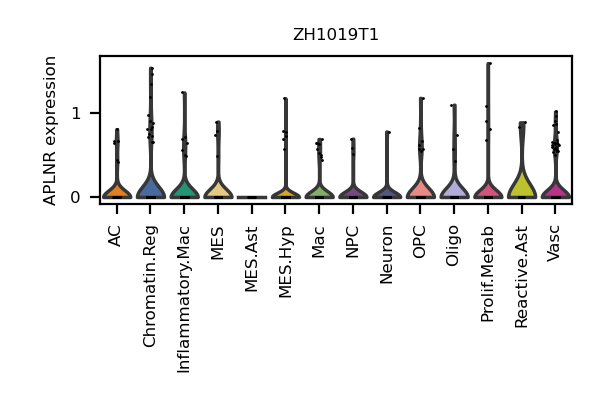 ZH1019T1
APLNR expression
1
0
AC
Chromatin.Reg
Inflammatory.Mac
MES
MES.Ast
MES.Hyp
Mac
NPC
Neuron
OPC
Oligo
Prolif.Metab
Reactive.Ast
Vasc